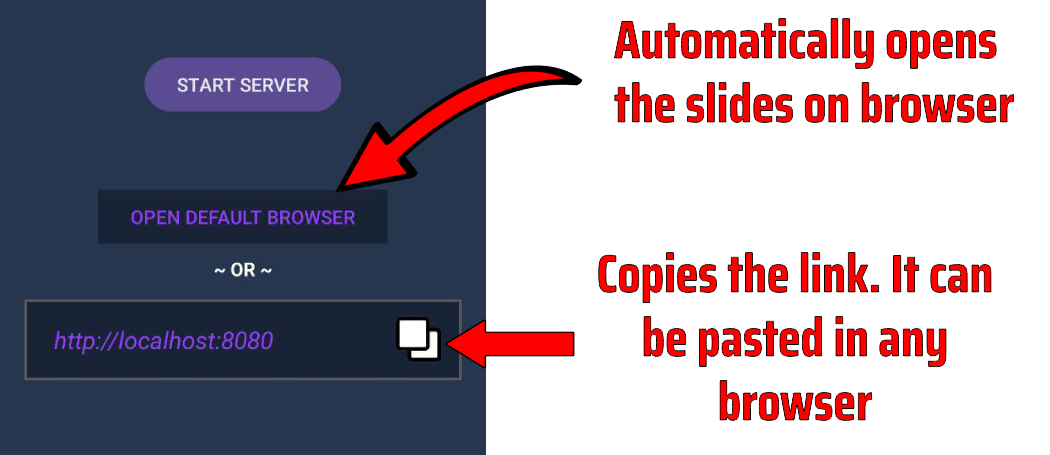 START SERVER
Automatically opens
the slides on browser
OPEN DEFAULT BROWSER
~ OR ~
http://localhost:8080
Copies the link. It can
be pasted in any
browser